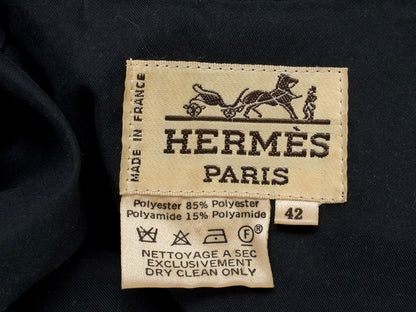 MADE IN FRANCE
HERMÈS
PARIS
Polyester 85% Polyester
Polyamide 15% Polyamide
42
F
NETTOYAGE A SEC
EXCLUSIVEMENT
DRY CLEAN ONLY